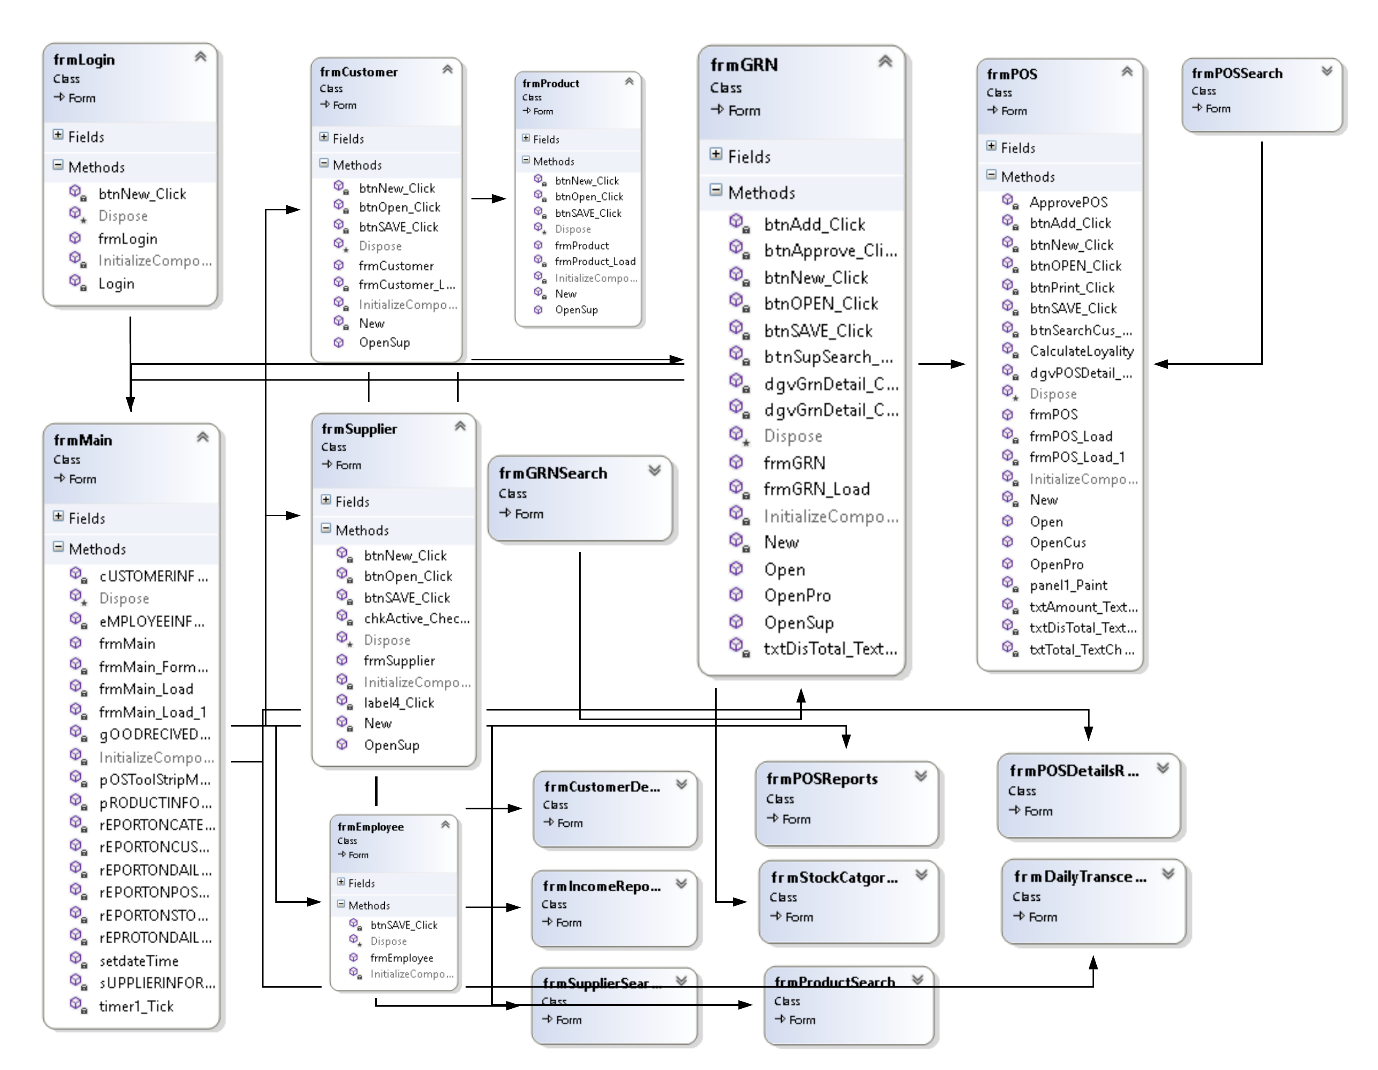 frmLogin
Class
Form
Fields
Methods
btnNew_Click
Dispose
frmLogin
InitializeCompo...
Login
frmCustomer
Class
Form
Fields
Methods
btnNew_Click
btnOpen_Click
btnSAVE_Click
Dispose
frmCustomer
frmCustomer_L...
InitializeCompo...
New
OpenSup
frmProduct
Class
Form
Fields
Methods
btnNew_Click
btnOpen_Click
btnSAVE_Click
Dispose
frmProduct
frmProduct_Load
InitializeCompo...
New
OpenSup
frmGRN
Class
Form
Fields
Methods
btnAdd_Click
btnApprove_Cli...
btnNew_Click
btnOPEN_Click
btnSAVE_Click
btnSupSearch_...
dgvGrnDetail_C...
dgvGrnDetail_C...
Dispose
frmGRN
frmGRN_Load
InitializeCompo...
New
Open
OpenPro
OpenSup
txtDisTotal_Text...
frmPOS
Class
Form
Fields
Methods
ApprovePOS
btnAdd_Click
btnNew_Click
btnOPEN_Click
btnPrint_Click
btnSAVE_Click
btnSearchCus_...
CalculateLoyality
dgvPOSDetail_...
Dispose
frmPOS
frmPOS_Load
frmPOS_Load_1
InitializeCompo...
New
Open
OpenCus
OpenPro
panel1_Paint
txtAmount_Text...
txtDisTotal_Text...
txtTotal_TextCh...
frmPOSSearch
Class
Form
frmMain
Class
Form
Fields
Methods
cUSTOMERINF...
Dispose
eMPLOYEEINF...
frmMain
frmMain_Form...
frmMain_Load
frmMain_Load_1
gOODRECIVED...
InitializeCompo...
pOSToolStripM...
pRODUCTINFO...
rEPORTONCATE...
rEPORTONCUS...
rEPORTONDAIL...
rEPORTONPOS...
rEPORTONSTO...
rEPROTONDAIL...
setdateTime
sUPPLIERINFOR...
timer1_Tick
frmSupplier
Class
Form
Fields
Methods
btnNew_Click
btnOpen_Click
btnSAVE_Click
chkActive_Chec...
Dispose
frmSupplier
InitializeCompo...
label4_Click
New
OpenSup
frmGRNSearch
Class
Form
frmEmployee
Class
Form
Fields
Methods
btnSAVE_Click
Dispose
frmEmployee
InitializeCompo...
frmCustomerDe...
Class
Form
frmPOSReports
Class
Form
frmPOSDetailsR...
Class
Form
frmIncomeRepo...
Class
Form
frmStockCatgor...
Class
Form
frmDailyTransce...
Class
Form
frmSupplierSear...
Class
Form
frmProductSearch
Class
Form